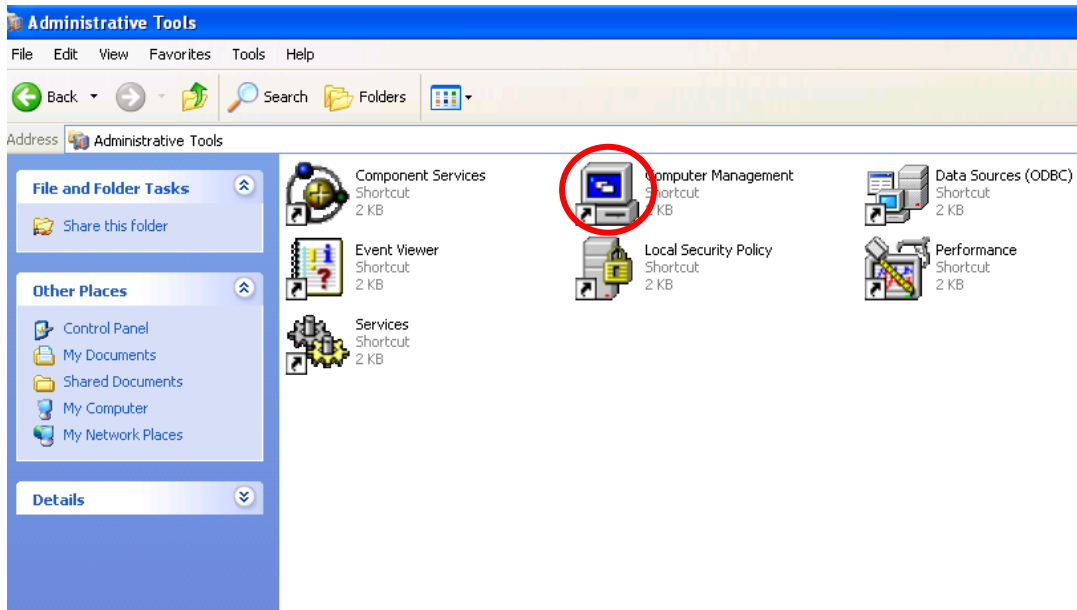 Administrative Tools
File Edit View Favorites Tools Help
Back Search Folders
Address Administrative Tools
File and Folder Tasks
Share this folder
Other Places
Control Panel
My Documents
Shared Documents
My Computer
My Network Places
Details
Component Services
Shortcut
2 KB
Computer Management
Shortcut
2 KB
Data Sources (ODBC)
Shortcut
2 KB
Event Viewer
Shortcut
2 KB
Local Security Policy
Shortcut
2 KB
Performance
Shortcut
2 KB
Services
Shortcut
2 KB